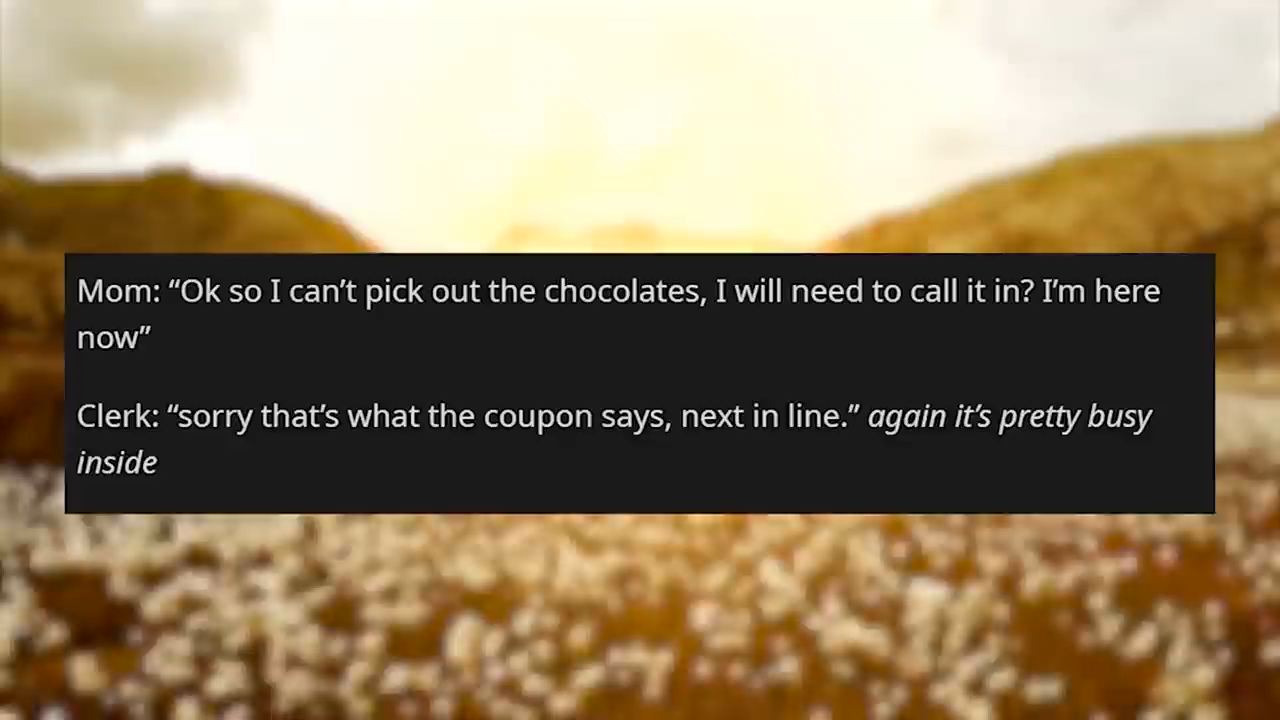 Mom: “Ok so I can’t pick out the chocolates, I will need to call it in? I’m here
now”
Clerk: “sorry that’s what the coupon says, next in line.” again it’s pretty busy
inside